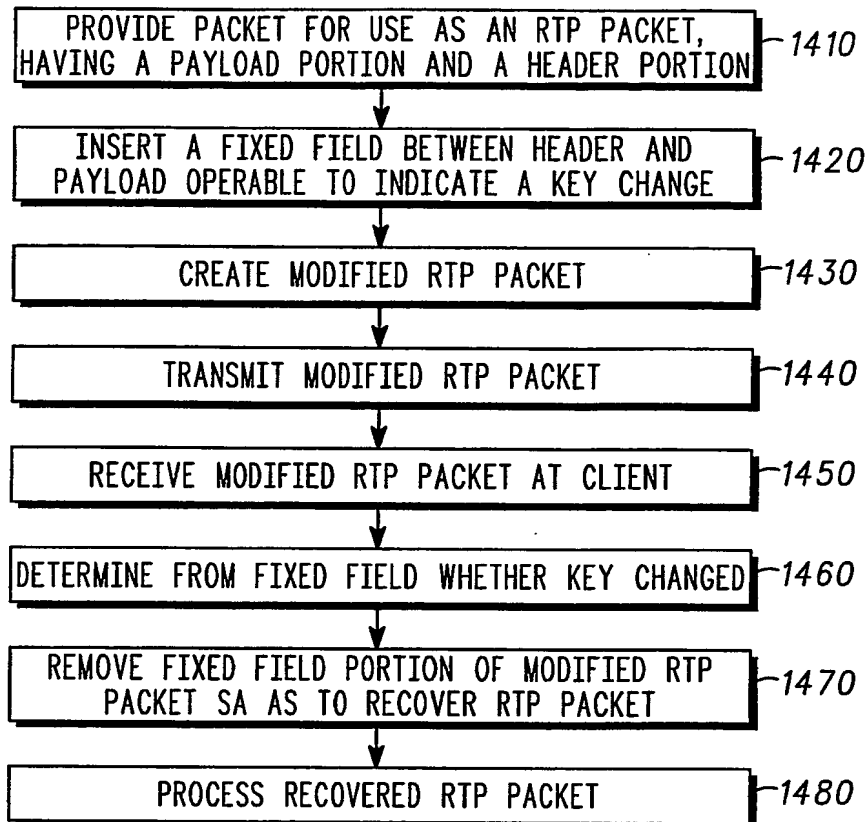 PROVIDE PACKET FOR USE AS AN RTP PACKET,
HAVING A PAYLOAD PORTION AND A HEADER PORTION
1410
INSERT A FIXED FIELD BETWEEN HEADER AND
PAYLOAD OPERABLE TO INDICATE A KEY CHANGE
1420
CREATE MODIFIED RTP PACKET
1430
TRANSMIT MODIFIED RTP PACKET
1440
RECEIVE MODIFIED RTP PACKET AT CLIENT
1450
DETERMINE FROM FIXED FIELD WHETHER KEY CHANGED
1460
REMOVE FIXED FIELD PORTION OF MODIFIED RTP
PACKET SA AS TO RECOVER RTP PACKET
1470
PROCESS RECOVERED RTP PACKET
1480